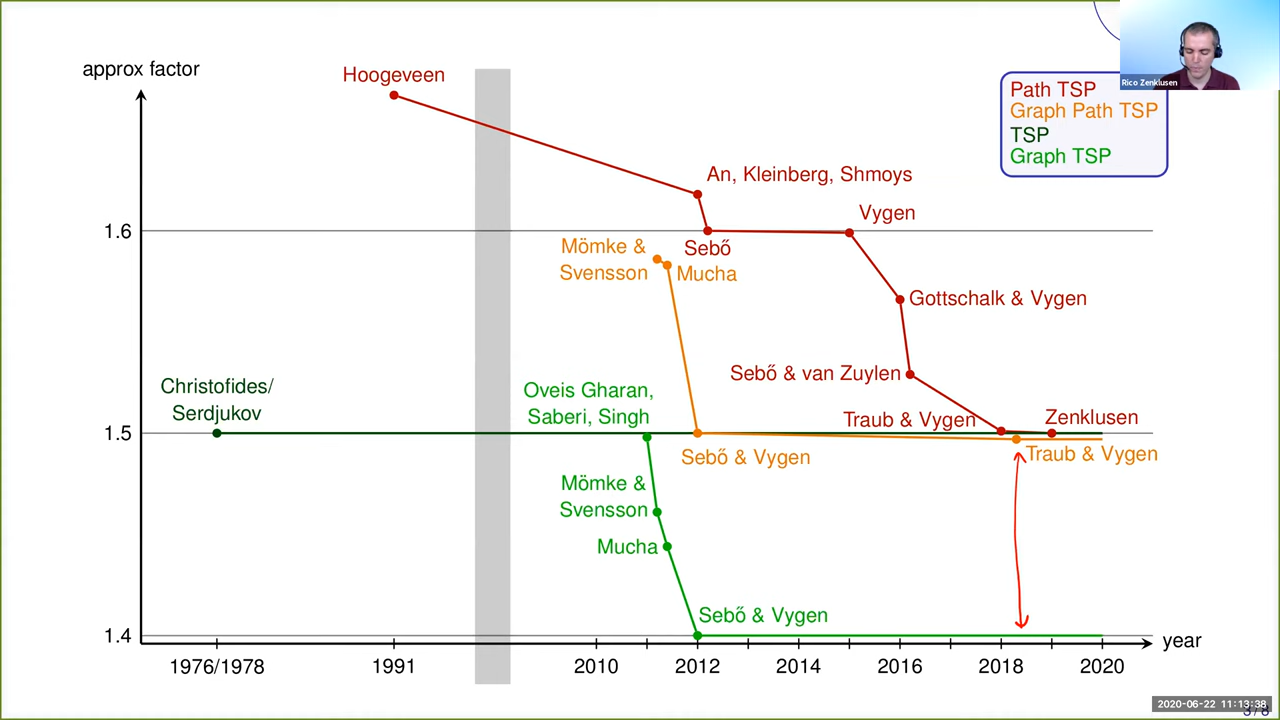 approx factor
Hoogeveen
Rico Zenklusen
Path TSP
Graph Path TSP
TSP
Graph TSP
An, Kleinberg, Shmoys
Vygen
1.6
Mömke &
Svensson
Sebő
Mucha
Gottschalk & Vygen
Christofides/
Serdjukov
Oveis Gharan,
Saberi, Singh
Sebő & van Zuylen
Traub & Vygen
Zenklusen
1.5
Sebő & Vygen
Traub & Vygen
Mömke &
Svensson
Mucha
Sebő & Vygen
1.4
year
1976/1978 1991 2010 2012 2014 2016 2018 2020
2020-06-22 11:13:38